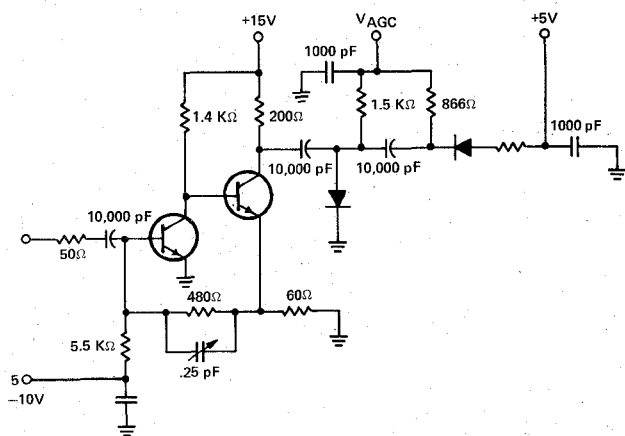 +15V
VAGC
+5V
1000 pF
1.4 KΩ
200Ω
1.5 KΩ
866Ω
1000 pF
10,000 pF
10,000 pF
10,000 pF
50Ω
480Ω
60Ω
5.5 KΩ
.25 pF
5
–10V